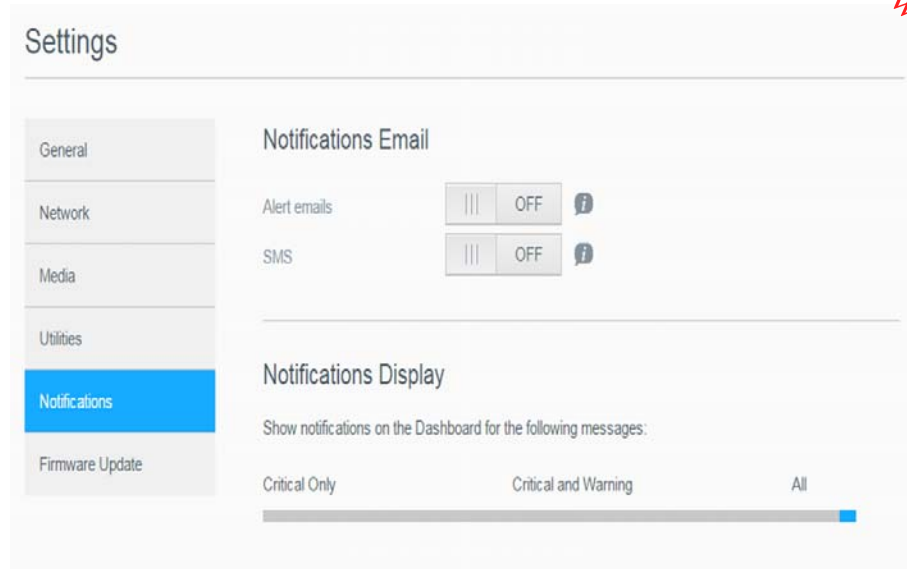 Settings
General
Network
Media
Utilities
Notifications
Firmware Update
Notifications Email
Alert emails OFF i
SMS OFF i
Notifications Display
Show notifications on the Dashboard for the following messages:
Critical Only Critical and Warning All